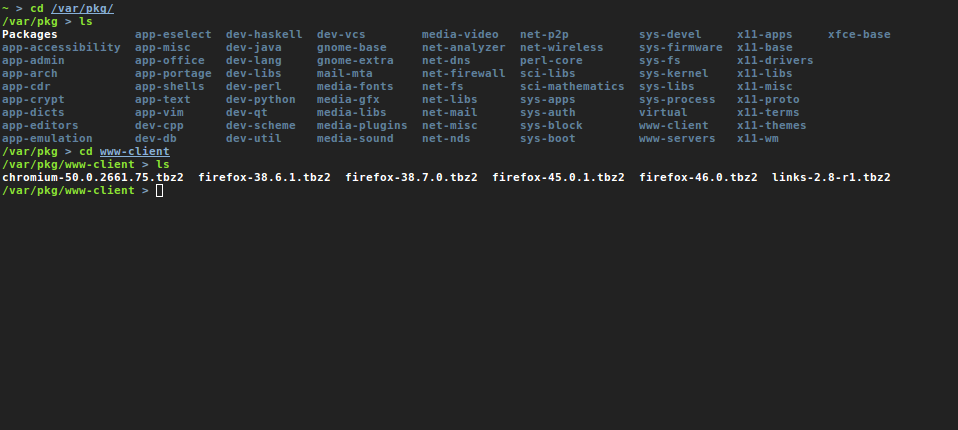 ~ > cd /var/pkg/
/var/pkg > ls
Packages app-eselect dev-haskell dev-vcs media-video net-p2p sys-devel x11-apps xfce-base
app-accessibility app-misc dev-java gnome-base net-analyzer net-wireless sys-firmware x11-base
app-admin app-office dev-lang gnome-extra net-dns perl-core sys-fs x11-drivers
app-arch app-portage dev-libs mail-mta net-firewall sci-libs sys-kernel x11-libs
app-cdr app-shells dev-perl media-fonts net-fs sci-mathematics sys-libs x11-misc
app-crypt app-text dev-python media-gfx net-libs sys-apps sys-process x11-proto
app-dicts app-vim dev-qt media-libs net-mail sys-auth virtual x11-terms
app-editors dev-cpp dev-scheme media-plugins net-misc sys-block www-client x11-themes
app-emulation dev-db dev-util media-sound net-nds sys-boot www-servers x11-wm
/var/pkg > cd www-client
/var/pkg/www-client > ls
chromium-50.0.2661.75.tbz2 firefox-38.6.1.tbz2 firefox-38.7.0.tbz2 firefox-45.0.1.tbz2 firefox-46.0.tbz2 links-2.8-r1.tbz2
/var/pkg/www-client >